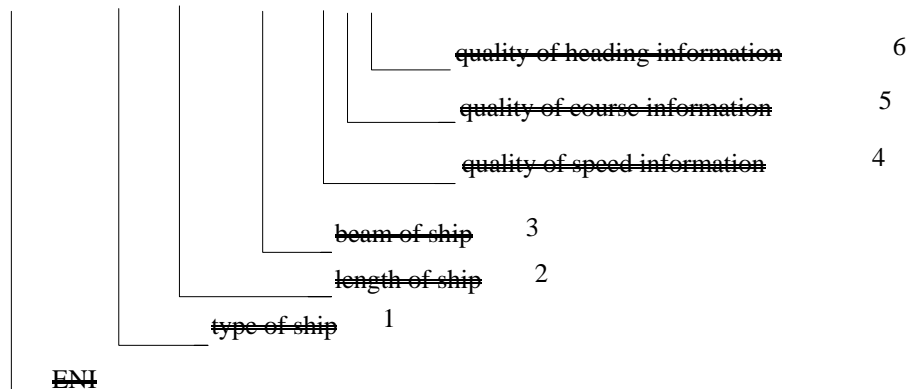 quality of heading information 6
quality of course information 5
quality of speed information 4
beam of ship 3
length of ship 2
type of ship 1
ENI